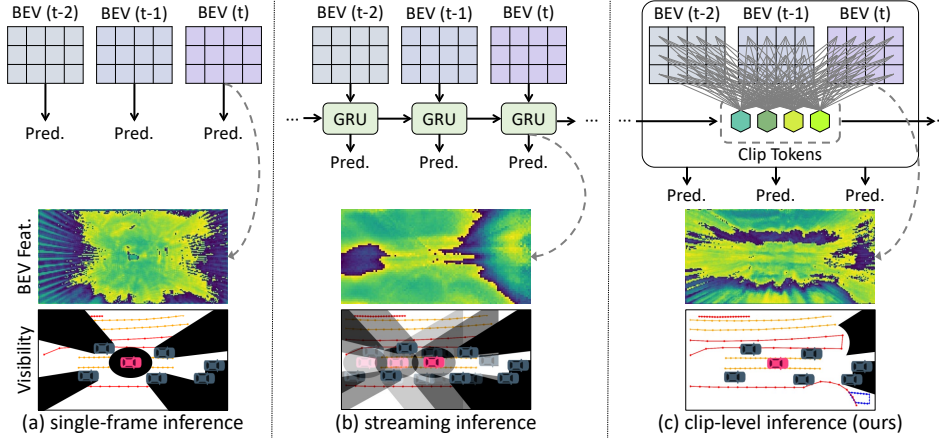 BEV (t-2) BEV (t-1) BEV (t)
Pred. Pred. Pred.
BEV Feat.
Visibility
(a) single-frame inference
BEV (t-2) BEV (t-1) BEV (t)
... GRU GRU GRU ...
Pred. Pred. Pred.
(b) streaming inference
BEV (t-2) BEV (t-1) BEV (t)
... ...
Clip Tokens
Pred. Pred. Pred.
(c) clip-level inference (ours)